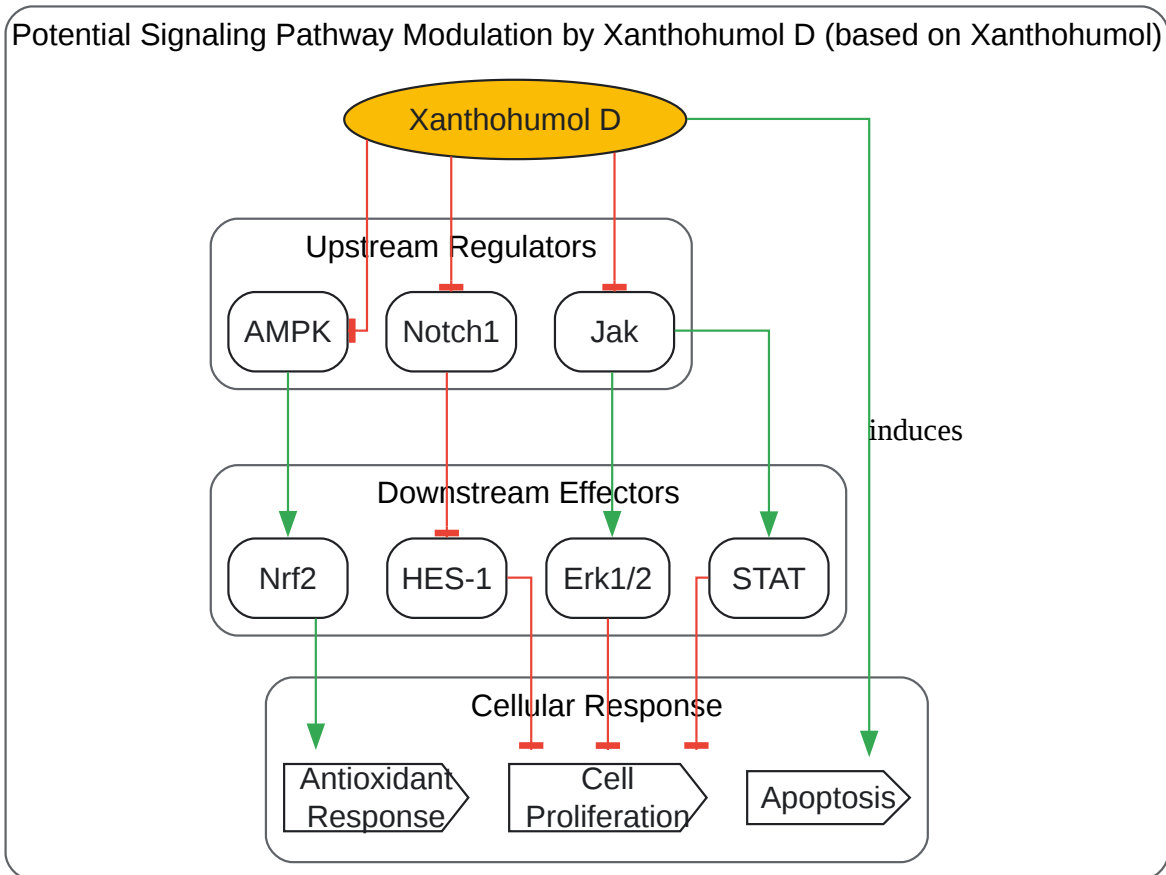 Potential Signaling Pathway Modulation by Xanthohumol D (based on Xanthohumol)
Xanthohumol D
Upstream Regulators
AMPK
Notch1
Jak
induces
Downstream Effectors
Nrf2
HES-1
Erk1/2
STAT
Cellular Response
Antioxidant
Response
Cell
Proliferation
Apoptosis